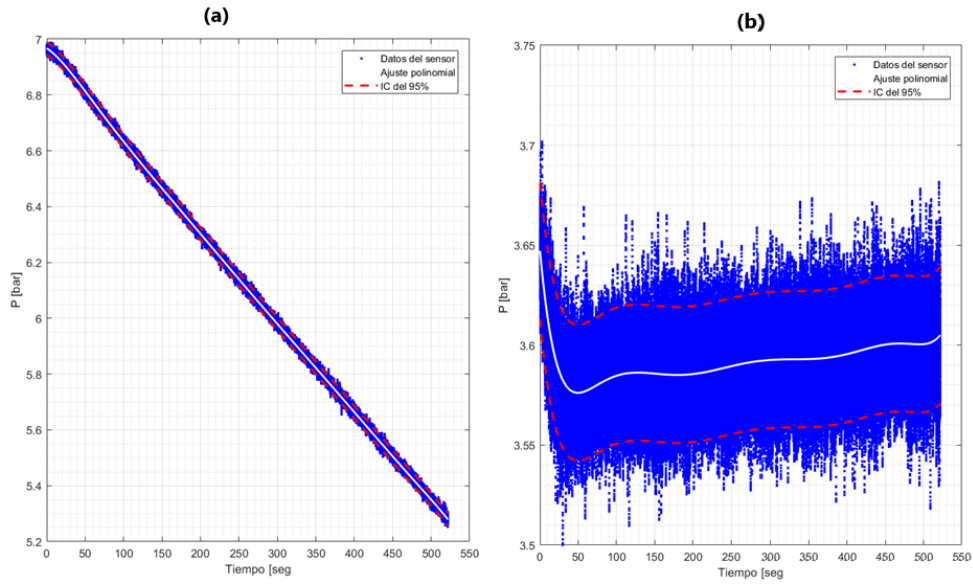 (a)
7
6.8
6.6
6.4
6.2
6
5.8
5.6
5.4
5.2
P [bar]
0 50 100 150 200 250 300 350 400 450 500 550
Tiempo [seg
Datos del sensor
Ajuste polinomial
IC del 95%
(b)
3.75
3.7
3.65
3.6
3.55
3.5
P [bar]
0 50 100 150 200 250 300 350 400 450 500 550
Tiempo [seg
Datos del sensor
Ajuste polinomial
IC del 95%